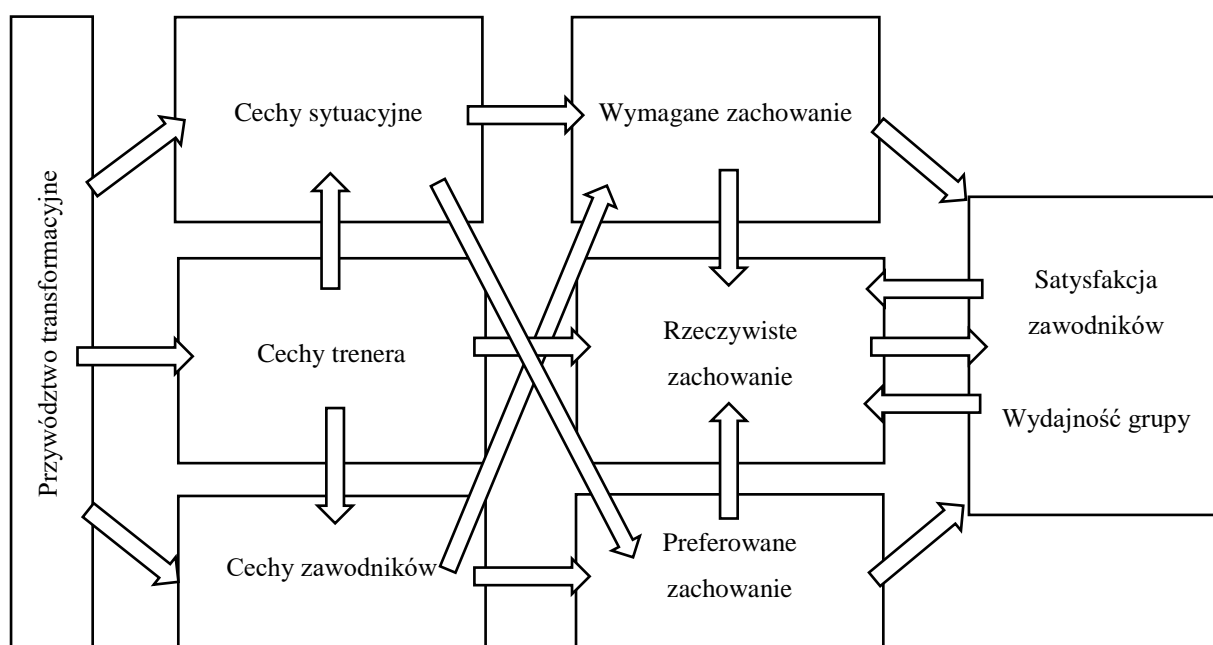 Przywództwo transformacyjne
Cechy sytuacyjne
Wymagane zachowanie
Cechy trenera
Rzeczywiste
zachowanie
Satysfakcja
zawodników
Wydajność grupy
Cechy zawodników
Preferowane
zachowanie